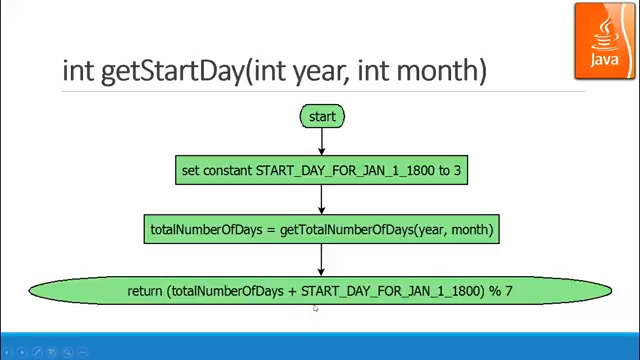 int getStartDay(int year, int month)
Java
start
set constant START_DAY_FOR_JAN_1_1800 to 3
totalNumberOfDays = getTotalNumberOfDays(year, month)
return (totalNumberOfDays + START_DAY_FOR_JAN_1_1800) % 7